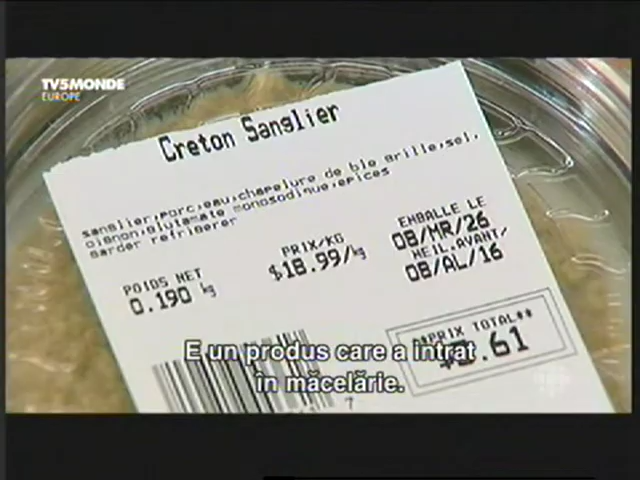 TV5MONDE
EUROPE
Creton Sanglier
sanglier,porc,eau,chapelure de ble grille,sel,
oignon,glutamate monosodique,epices
garder refrigerer
POIDS NET
0.190 kg
PRIX/KG
$18.99/kg
EMBALLE LE
08/MR/26
MEIL.AVANT/
08/AL/16
*PRIX TOTAL**
.61
7
E un produs care a intrat
în măcelărie.